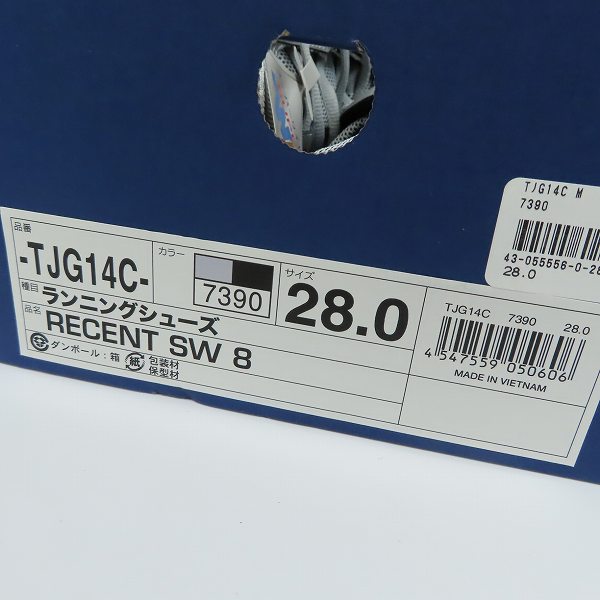 TJG14C M
7390
43-055556-0-28
28.0
品番
-TJG14C-
カラー
7390
サイズ
28.0
種目 ランニングシューズ
品名 RECENT SW 8
ダンボール:箱 紙 包装材
保型材
TJG14C 7390 28.0
4 547559 050606
MADE IN VIETNAM